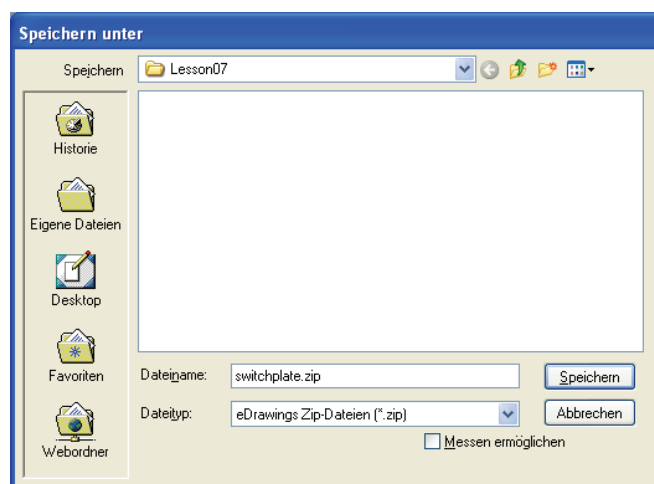 Speichern unter
Speichern
Lesson07
Historie
Eigene Dateien
Desktop
Favoriten
Webordner
Dateiname:
switchplate.zip
Speichern
Dateityp:
eDrawings Zip-Dateien (*.zip)
Abbrechen
Messen ermöglichen